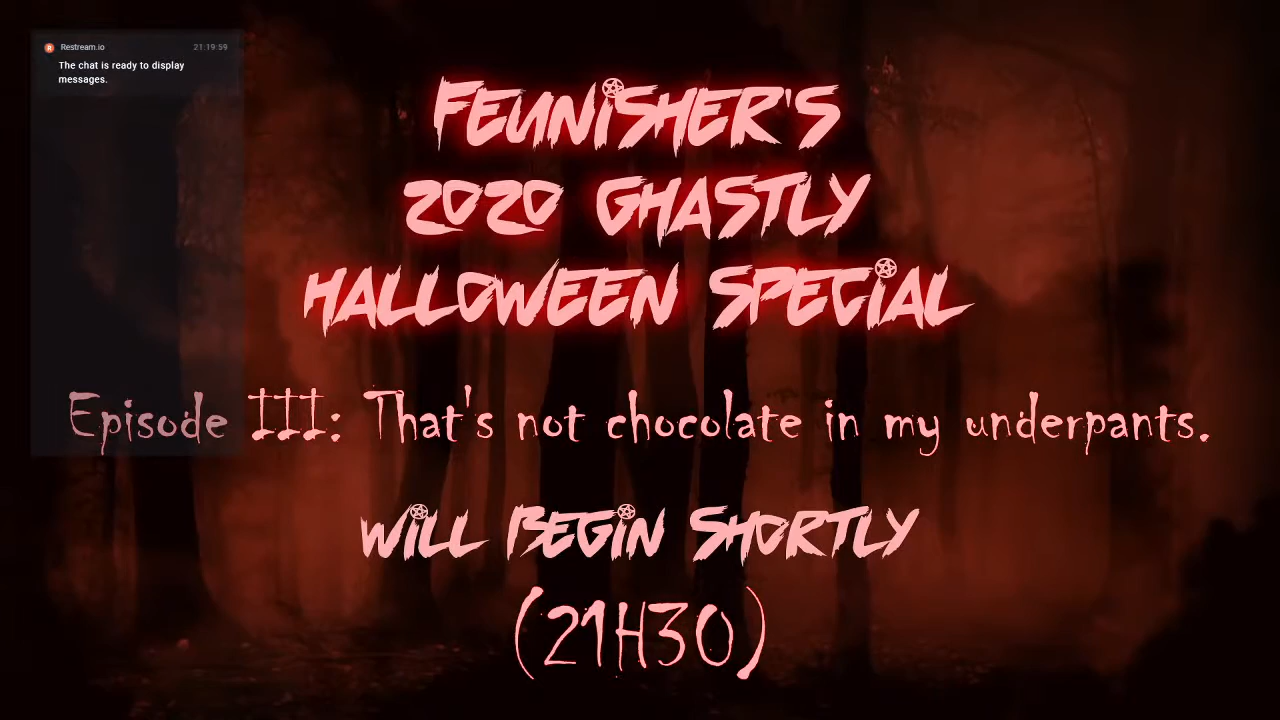 Restream.io 21:19:59
The chat is ready to display
messages.
FEUNiSHER'S
2020 GHASTLY
HALLOWEEN SPECiAL
Episode III: That's not chocolate in my underpants.
WiLL BEGiN SHORTLY
(21H30)